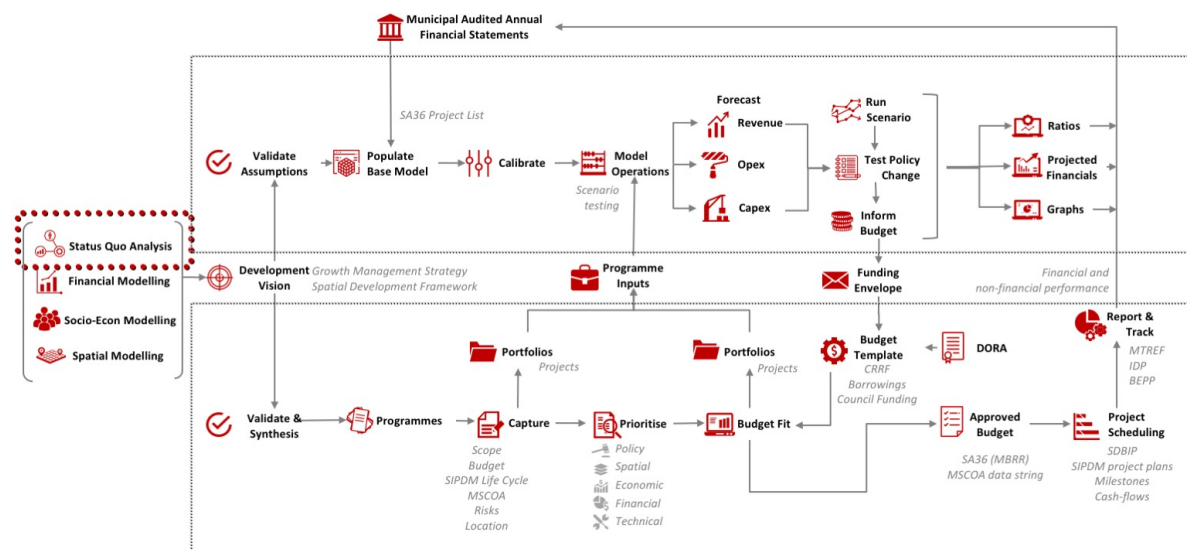 Municipal Audited Annual
Financial Statements
SA36 Project List
Validate
Assumptions
Populate
Base Model
Calibrate
Model
Operations
Scenario
testing
Forecast
Revenue
Opex
Capex
Run
Scenario
Test Policy
Change
Inform
Budget
Ratios
Projected
Financials
Graphs
Status Quo Analysis
Financial Modelling
Socio-Econ Modelling
Spatial Modelling
Development
Vision
Growth Management Strategy
Spatial Development Framework
Programme
Inputs
Funding
Envelope
Financial and
non-financial performance
Portfolios
Projects
Portfolios
Projects
Budget
Template
CRRF
Borrowings
Council Funding
DORA
Report &
Track
MTREF
IDP
BEPP
Validate &
Synthesis
Programmes
Capture
Scope
Budget
SIPDM Life Cycle
MSCOA
Risks
Location
Prioritise
Policy
Spatial
Economic
Financial
Technical
Budget Fit
Approved
Budget
SA36 (MBRR)
MSCOA data string
Project
Scheduling
SDBIP
SIPDM project plans
Milestones
Cash-flows